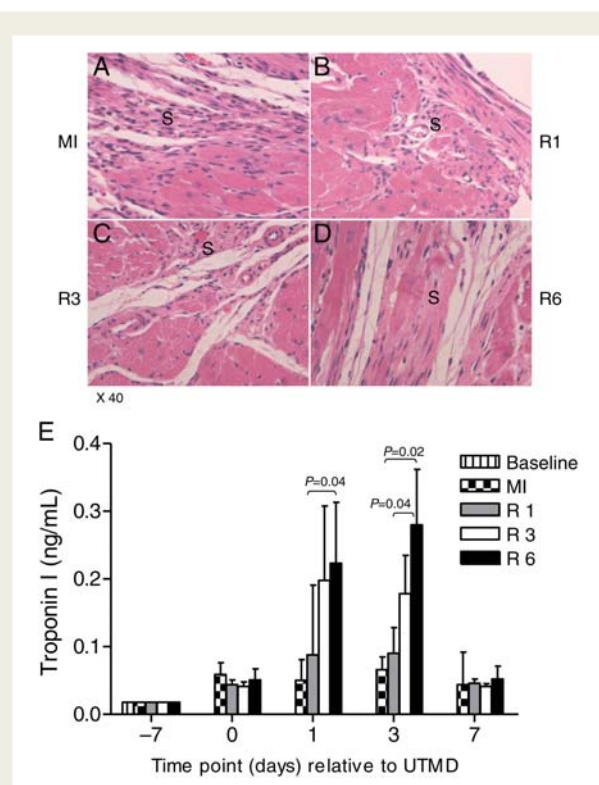 A
B
S
S
MI
R1
C
D
S
S
R3
R6
X 40
E
0.4
0.3
0.2
0.1
0.0
Troponin I (ng/mL)
P=0.04
P=0.02
P=0.04
Baseline
MI
R 1
R 3
R 6
–7
0
1
3
7
Time point (days) relative to UTMD